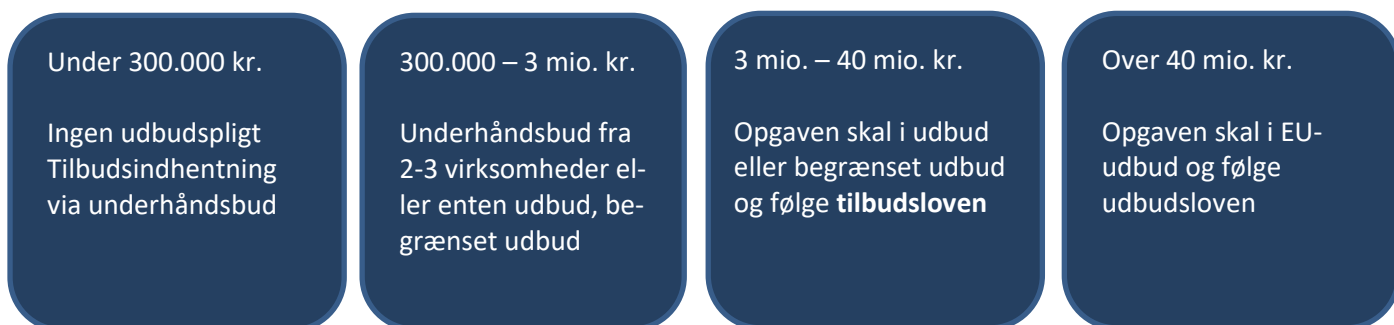 Under 300.000 kr.
Ingen udbudspligt
Tilbudsindhentning
via underhåndsbud
300.000 – 3 mio. kr.
Underhåndsbud fra
2-3 virksomheder el-
ler enten udbud, be-
grænset udbud
3 mio. – 40 mio. kr.
Opgaven skal i udbud
eller begrænset udbud
og følge tilbudsloven
Over 40 mio. kr.
Opgaven skal i EU-
udbud og følge
udbudsloven